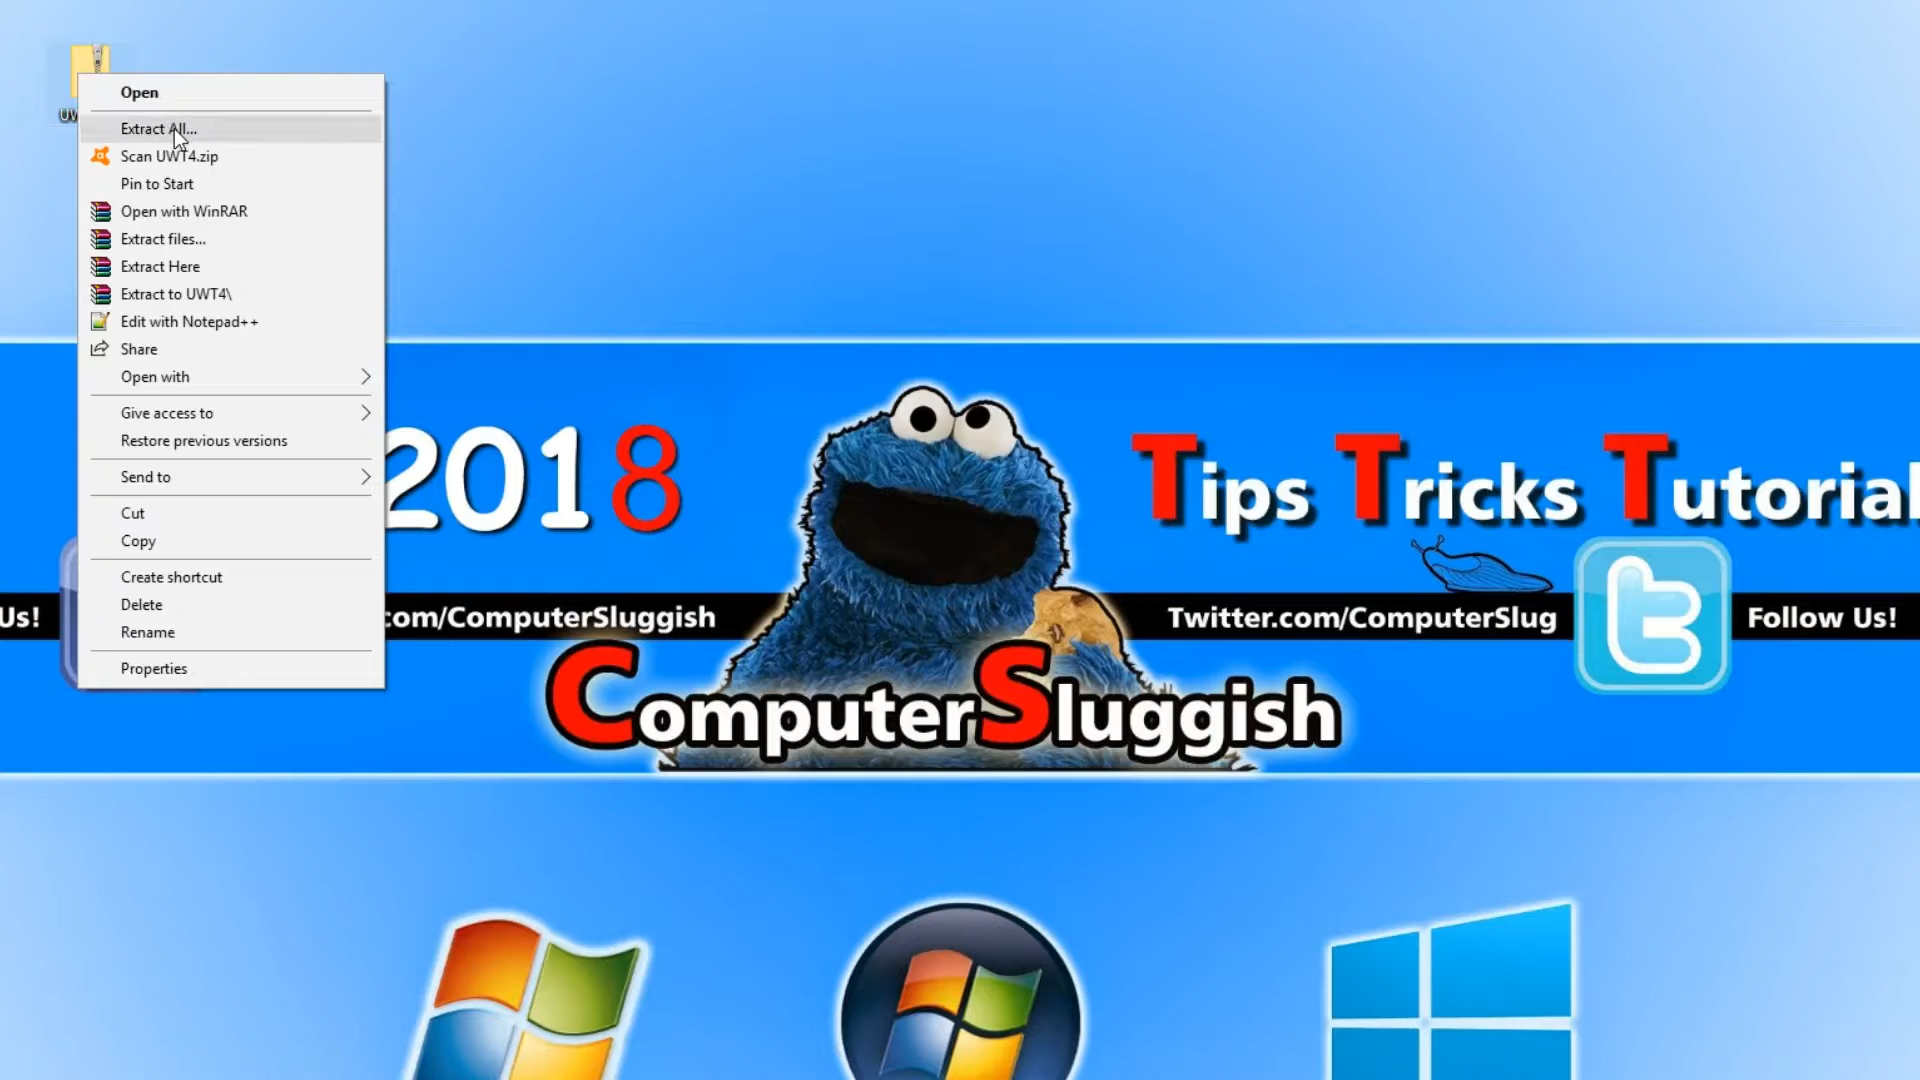 UW
Open
Extract All...
Scan UWT4.zip
Pin to Start
Open with WinRAR
Extract files...
Extract Here
Extract to UWT4\
Edit with Notepad++
Share
Open with
Give access to
Restore previous versions
Send to
Cut
Copy
Create shortcut
Delete
Rename
Properties
2018
Tips Tricks Tutorial
Us!
com/ComputerSluggish
Twitter.com/ComputerSlug
Follow Us!
ComputerSluggish